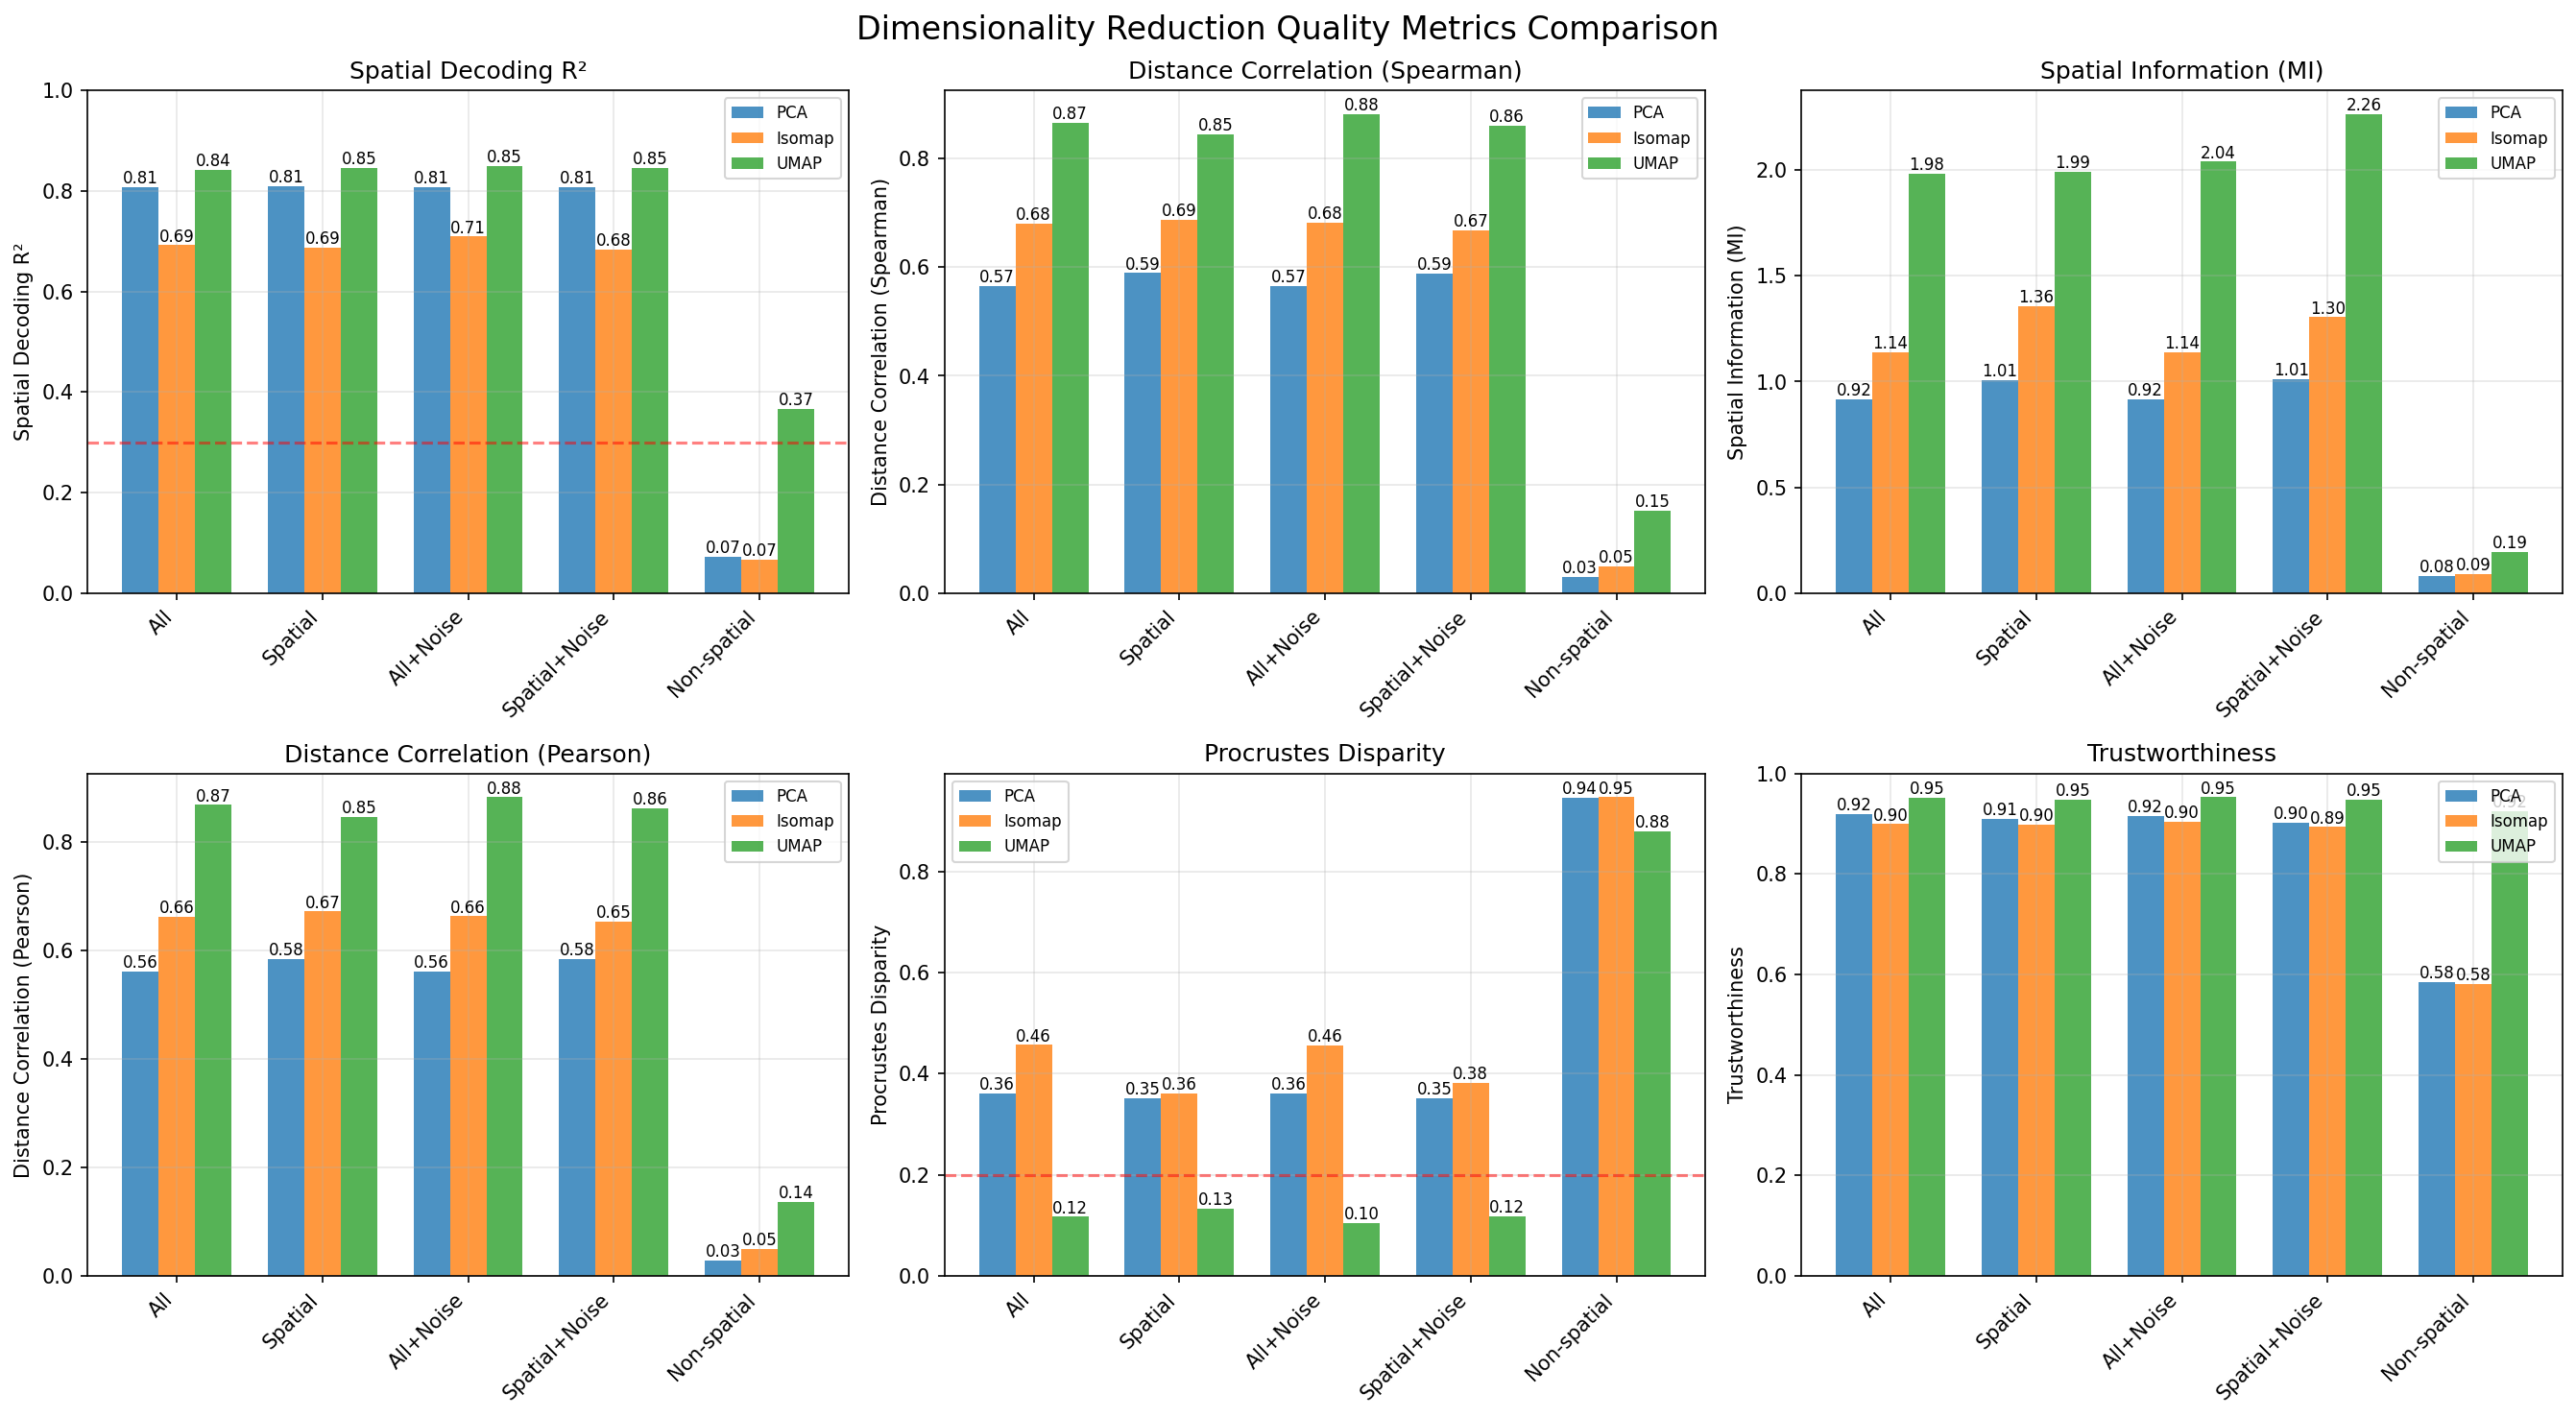 Dimensionality Reduction Quality Metrics Comparison
Spatial Decoding R²
Spatial Decoding R²
1.0
0.8
0.6
0.4
0.2
0.0
PCA
Isomap
UMAP
0.81 0.69 0.84
0.81 0.69 0.85
0.81 0.71 0.85
0.81 0.68 0.85
0.07 0.07 0.37
All
Spatial
All+Noise
Spatial+Noise
Non-spatial
Distance Correlation (Spearman)
Distance Correlation (Spearman)
0.8
0.6
0.4
0.2
0.0
PCA
Isomap
UMAP
0.57 0.68 0.87
0.59 0.69 0.85
0.57 0.68 0.88
0.59 0.67 0.86
0.03 0.05 0.15
All
Spatial
All+Noise
Spatial+Noise
Non-spatial
Spatial Information (MI)
Spatial Information (MI)
2.0
1.5
1.0
0.5
0.0
PCA
Isomap
UMAP
0.92 1.14 1.98
1.01 1.36 1.99
0.92 1.14 2.04
1.01 1.30 2.26
0.08 0.09 0.19
All
Spatial
All+Noise
Spatial+Noise
Non-spatial
Distance Correlation (Pearson)
Distance Correlation (Pearson)
0.8
0.6
0.4
0.2
0.0
PCA
Isomap
UMAP
0.56 0.66 0.87
0.58 0.67 0.85
0.56 0.66 0.88
0.58 0.65 0.86
0.03 0.05 0.14
All
Spatial
All+Noise
Spatial+Noise
Non-spatial
Procrustes Disparity
Procrustes Disparity
0.8
0.6
0.4
0.2
0.0
PCA
Isomap
UMAP
0.36 0.46 0.12
0.35 0.36 0.13
0.36 0.46 0.10
0.35 0.38 0.12
0.94 0.95 0.88
All
Spatial
All+Noise
Spatial+Noise
Non-spatial
Trustworthiness
Trustworthiness
1.0
0.8
0.6
0.4
0.2
0.0
PCA
Isomap
UMAP
0.92 0.90 0.95
0.91 0.90 0.95
0.92 0.90 0.95
0.90 0.89 0.95
0.58 0.58
All
Spatial
All+Noise
Spatial+Noise
Non-spatial